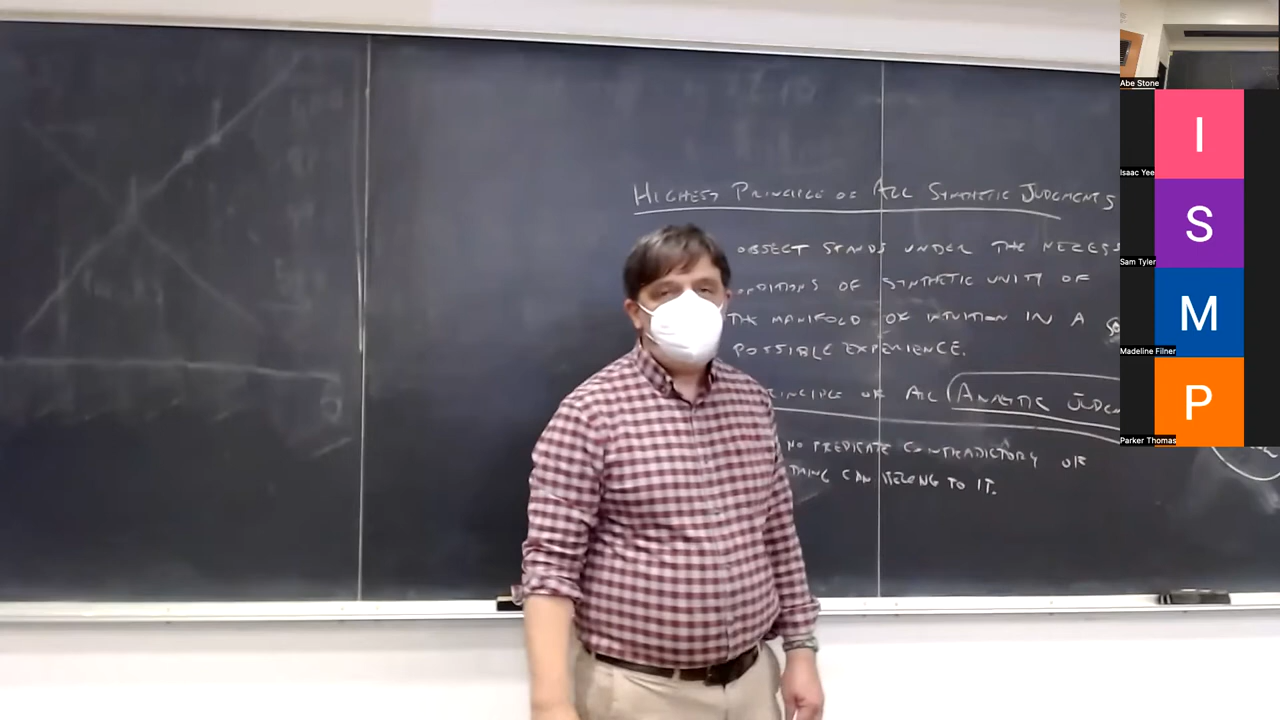 HIGHEST PRINCIPLE OF ALL SYNTHETIC JUDGMENTS
OBJECT STANDS UNDER THE NECESS
ONDITIONS OF SYNTHETIC UNITY OF
THE MANIFOLD OF INTUITION IN A
POSSIBLE EXPERIENCE.
INCIPLE OF ALL ANALYTIC JUDG
NO PREDICATE CONTRADICTORY OF
THING CAN BELONG TO IT.
Abe Stone
I
Isaac Yee
S
Sam Tyler
M
Madeline Filner
P
Parker Thomas